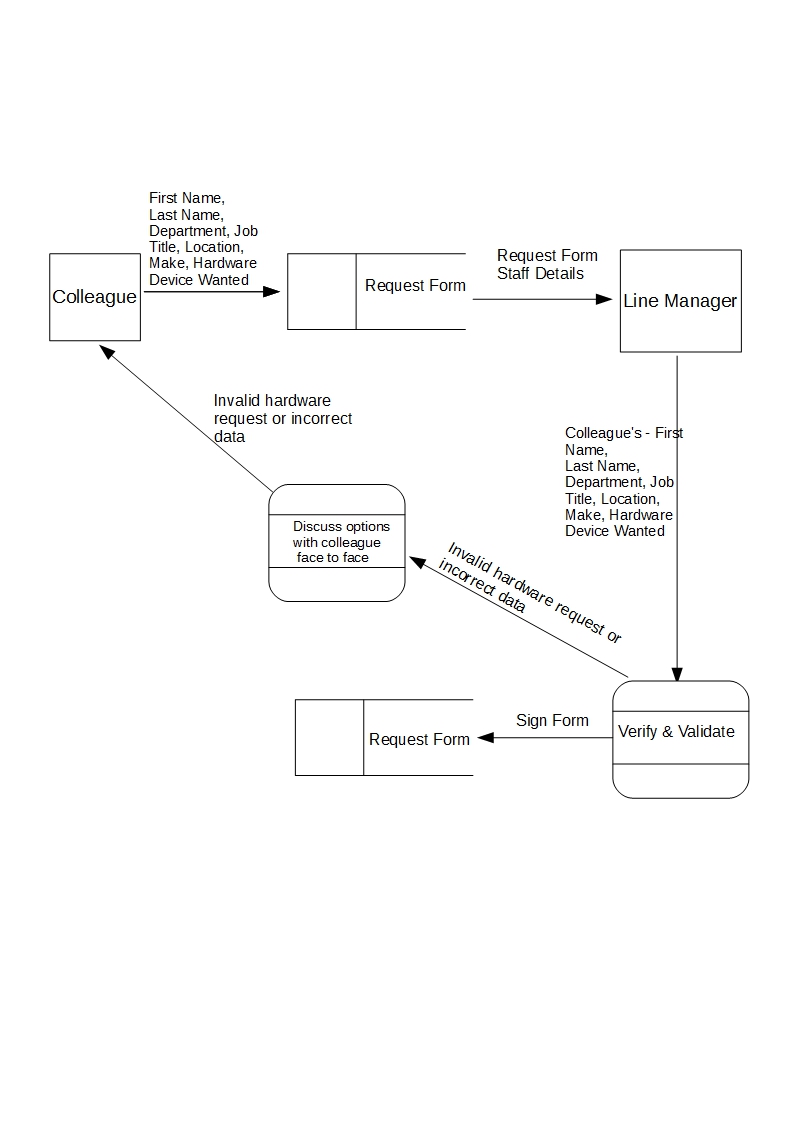 First Name,
Last Name,
Department, Job
Title, Location,
Make, Hardware
Device Wanted
Colleague
Request Form
Request Form
Staff Details
Line Manager
Invalid hardware
request or incorrect
data
Colleague's - First
Name,
Last Name,
Department, Job
Title, Location,
Make, Hardware
Device Wanted
Discuss options
with colleague
face to face
Invalid hardware request or
incorrect data
Sign Form
Request Form
Verify & Validate